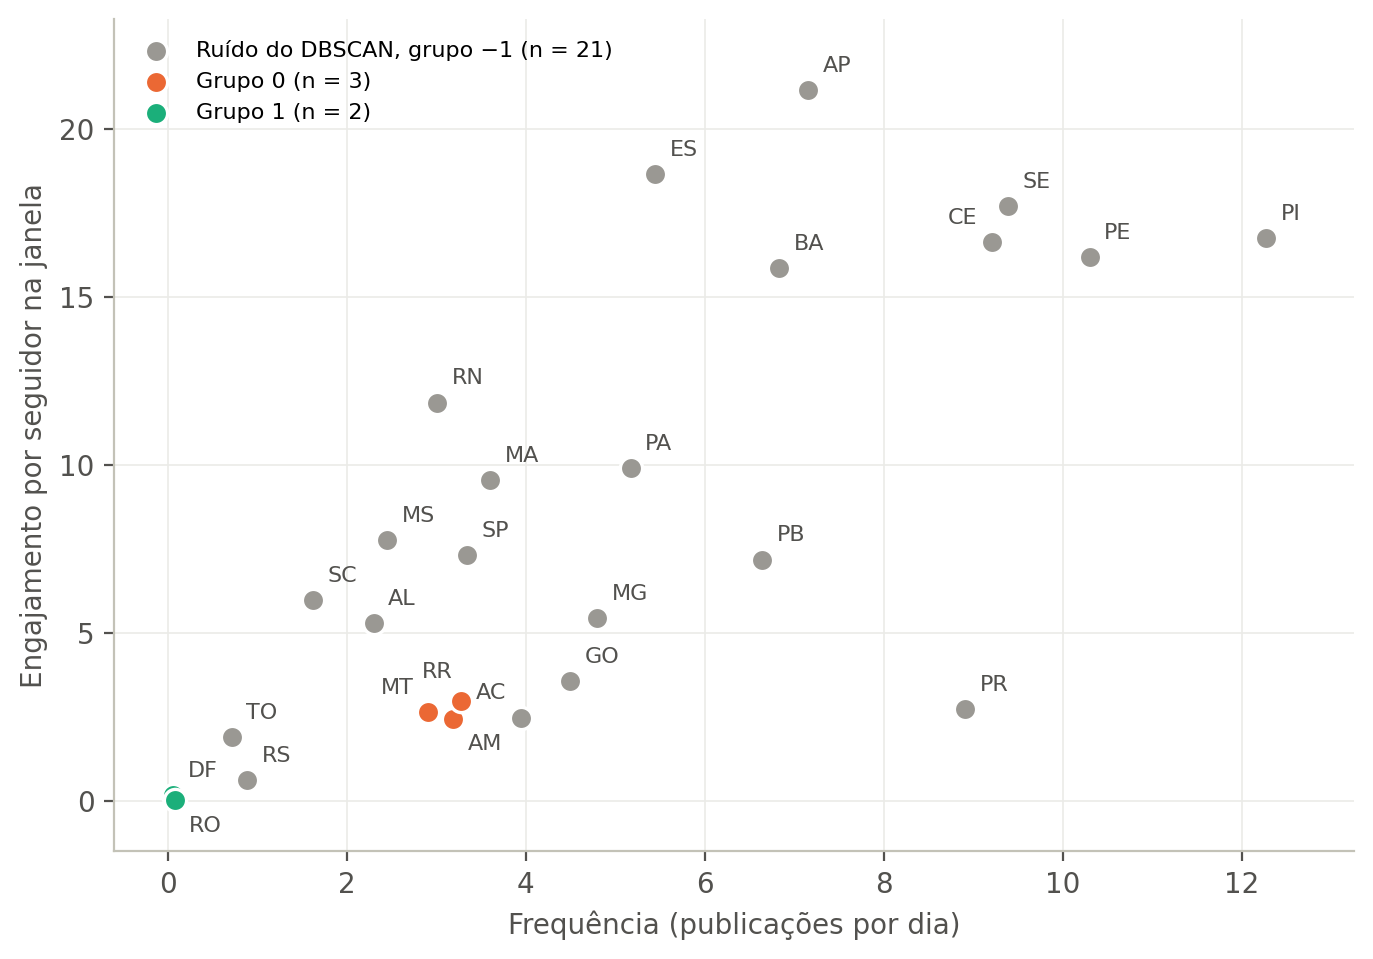 Ruído do DBSCAN, grupo −1 (n = 21)
Grupo 0 (n = 3)
Grupo 1 (n = 2)
AP
ES
SE
CE
PI
PE
BA
RN
PA
MA
MS
SP
PB
SC
AL
MG
GO
RR
MT
AC
PR
AM
TO
RS
DF
RO
20
15
10
5
0
Engajamento por seguidor na janela
0 2 4 6 8 10 12
Frequência (publicações por dia)